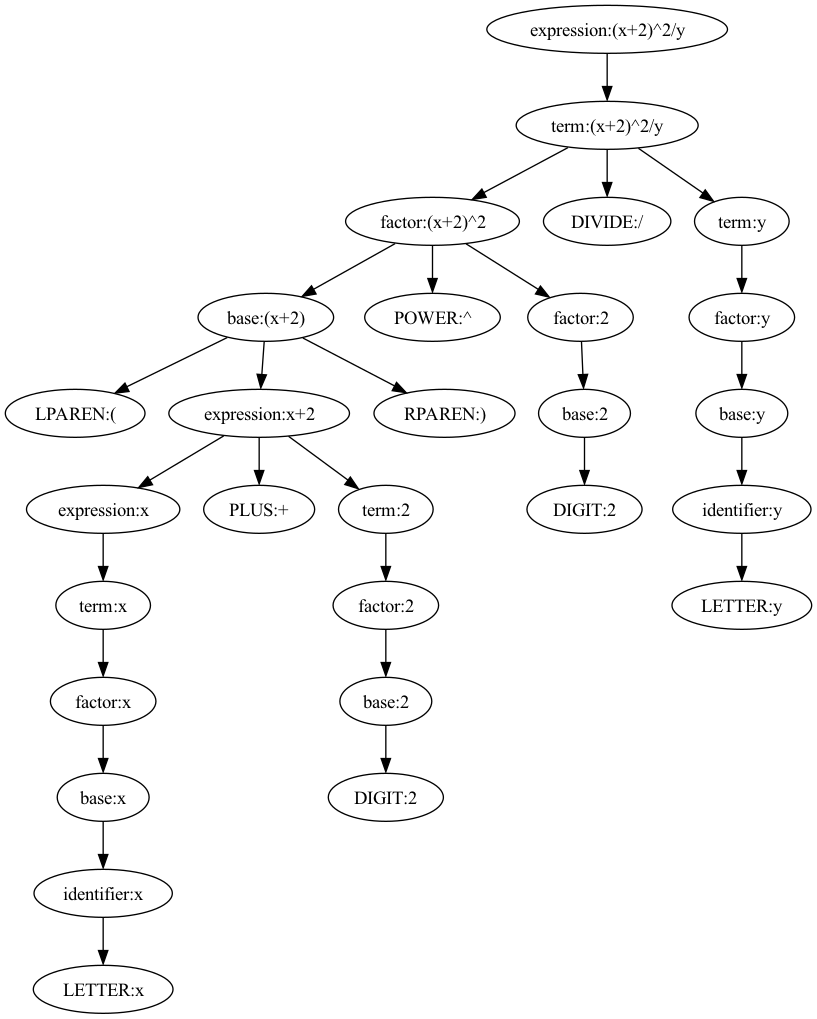 expression:(x+2)^2/y
term:(x+2)^2/y
factor:(x+2)^2
DIVIDE:/
term:y
base:(x+2)
POWER:^
factor:2
factor:y
LPAREN:(
expression:x+2
RPAREN:)
base:2
base:y
expression:x
PLUS:+
term:2
DIGIT:2
identifier:y
term:x
factor:2
LETTER:y
factor:x
base:2
base:x
DIGIT:2
identifier:x
LETTER:x